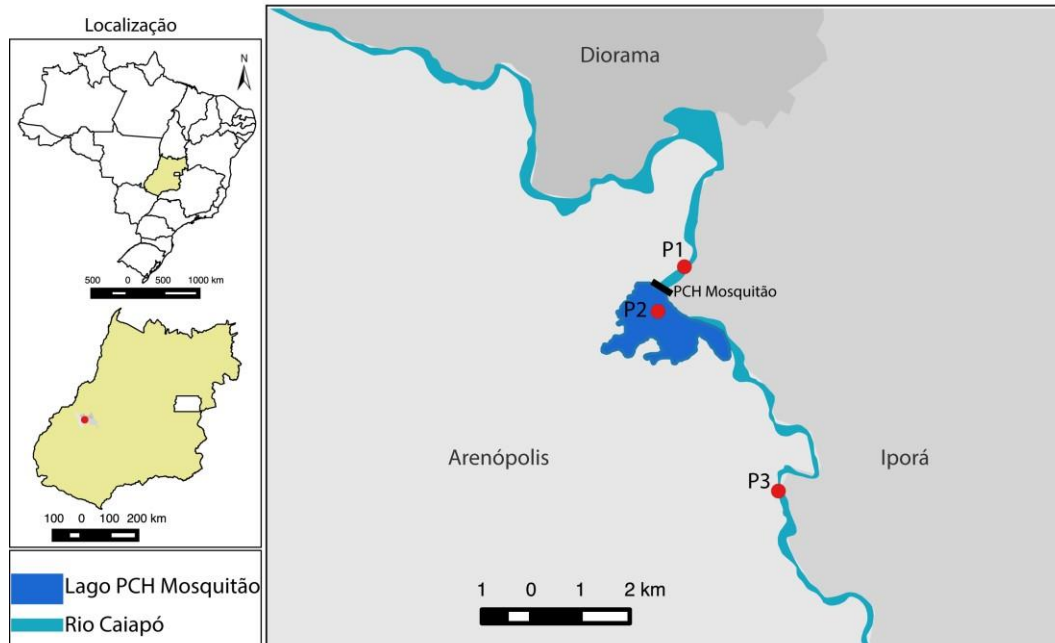 Localização
N
500 0 500 1000 km
100 0 100 200 km
Lago PCH Mosquitão
Rio Caiapó
Diorama
P1
PCH Mosquitão
P2
Arenópolis
Iporá
P3
1 0 1 2 km